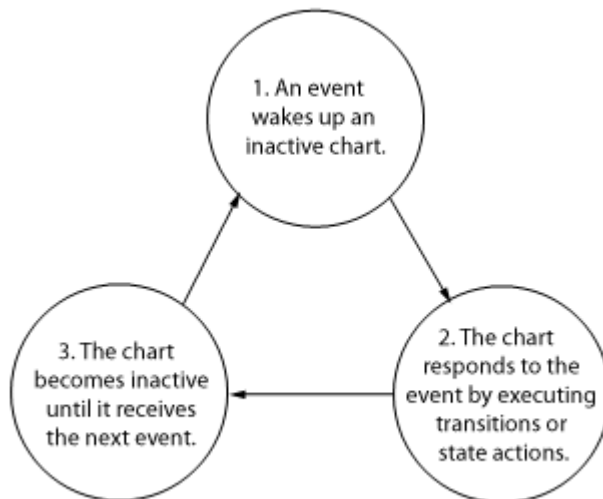 1. An event
wakes up an
inactive chart.
2. The chart
responds to the
event by executing
transitions or
state actions.
3. The chart
becomes inactive
until it receives
the next event.